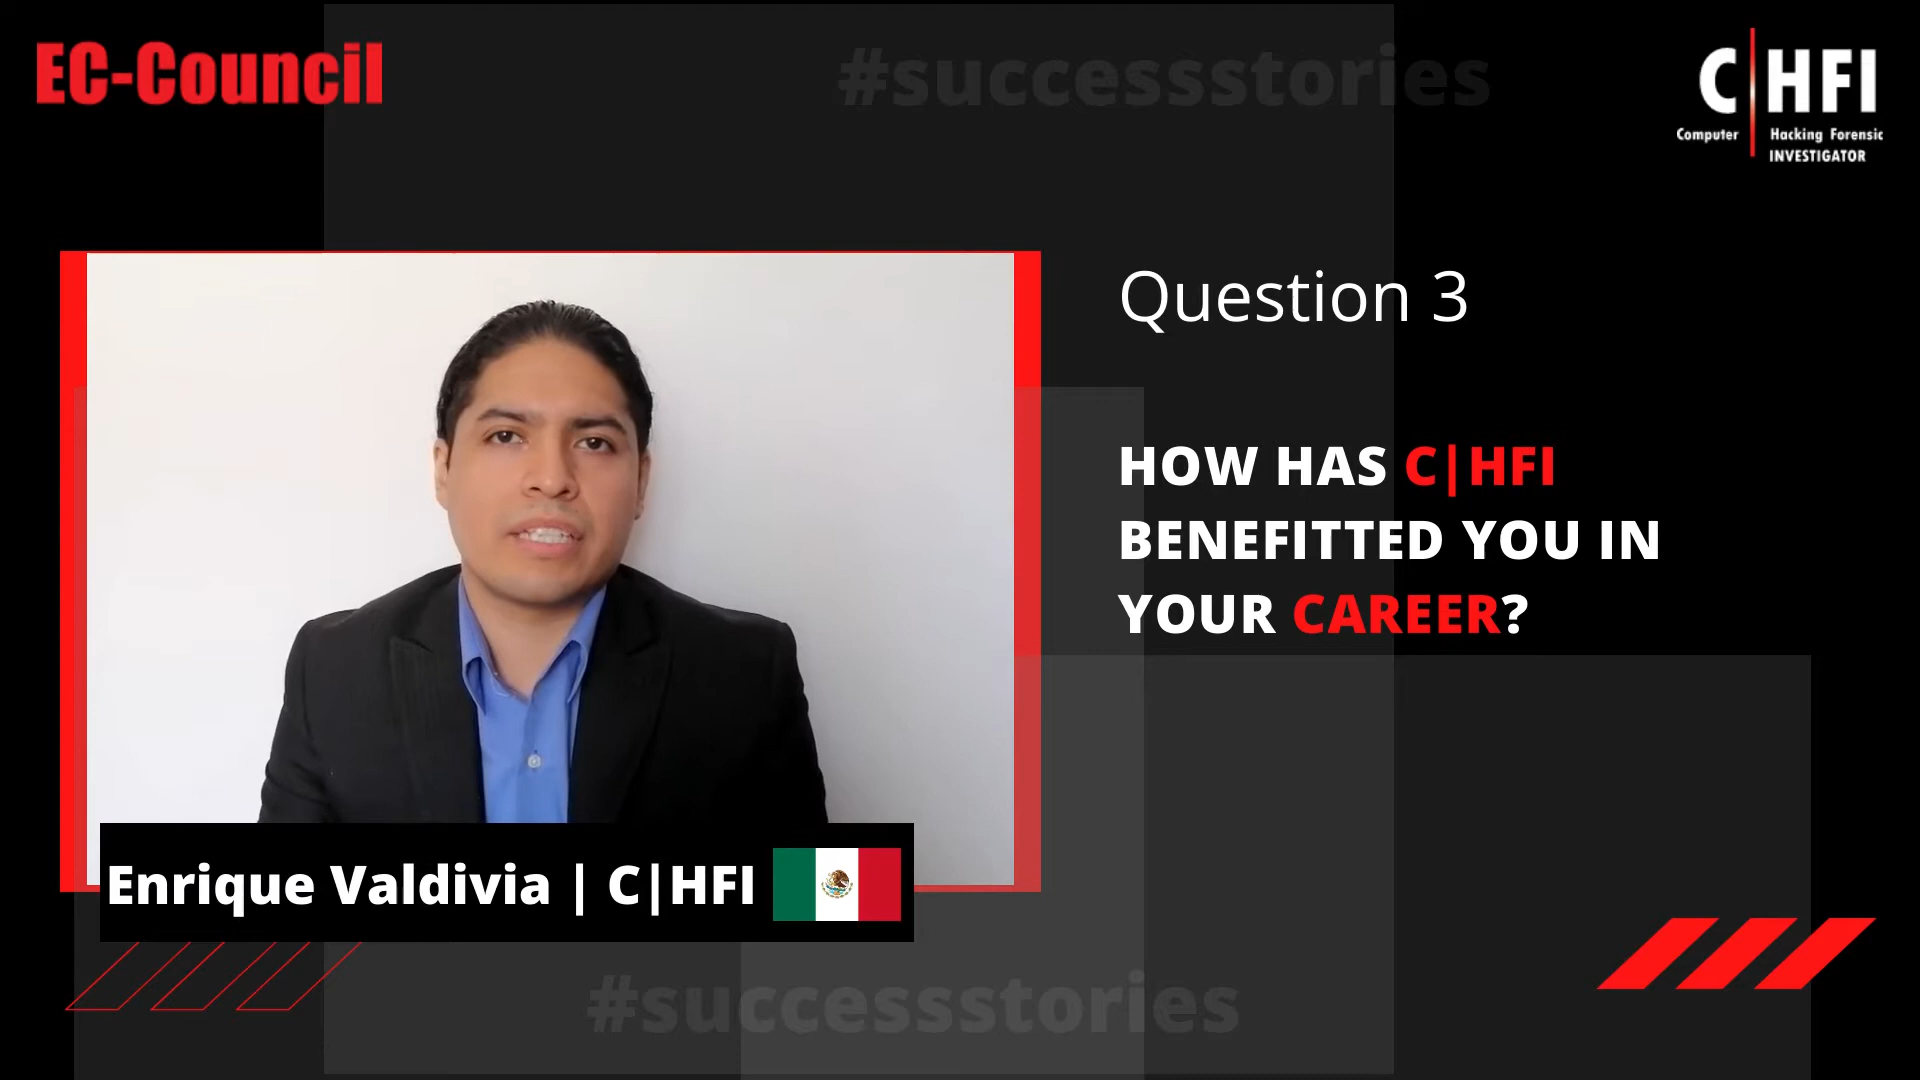 EC-Council
#successstories
C|HFI
Computer Hacking Forensic
INVESTIGATOR
Question 3
HOW HAS C|HFI
BENEFITTED YOU IN
YOUR CAREER?
Enrique Valdivia | C|HFI
#successstories